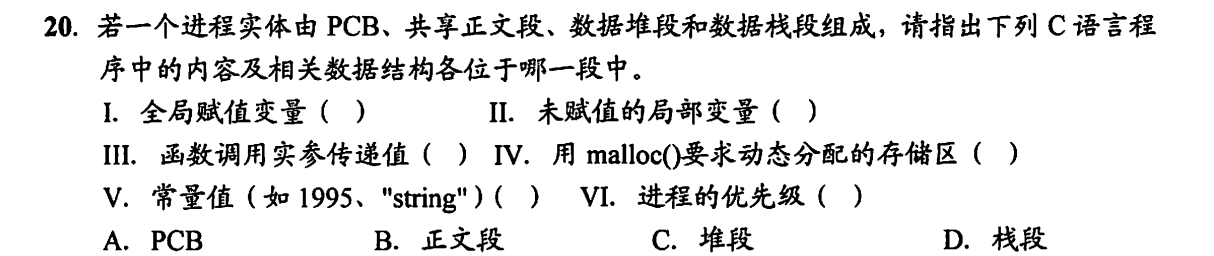 20. 若一个进程实体由 PCB、共享正文段、数据堆段和数据栈段组成，请指出下列 C 语言程
序中的内容及相关数据结构各位于哪一段中。
I. 全局赋值变量（ ） II. 未赋值的局部变量（ ）
III. 函数调用实参传递值（ ） IV. 用 malloc()要求动态分配的存储区（ ）
V. 常量值（如 1995、"string"）（ ） VI. 进程的优先级（ ）
A. PCB B. 正文段 C. 堆段 D. 栈段